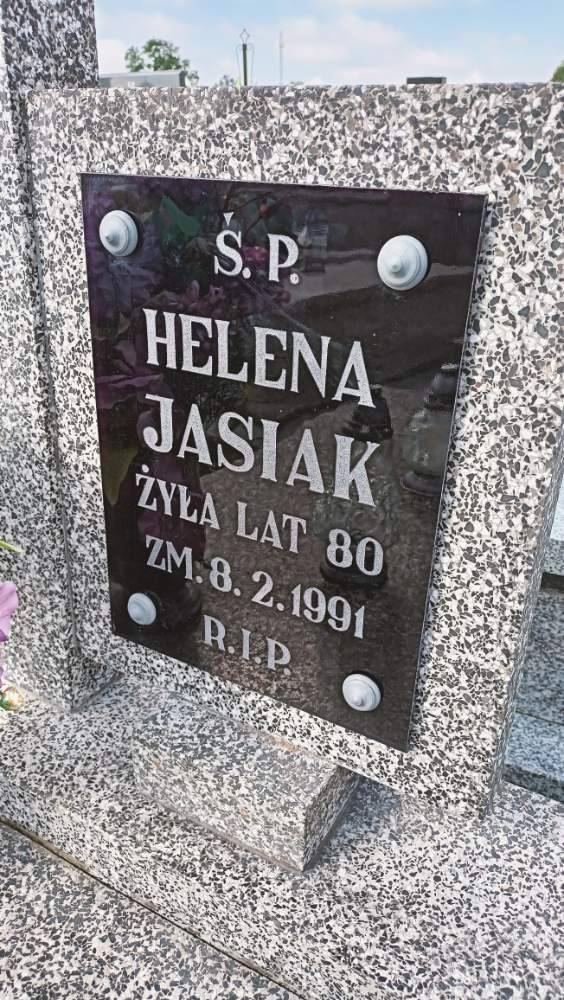 Ś. P.
HELENA
JASIAK
ŻYŁA LAT 80
ZM. 8. 2. 1991
R. I. P.